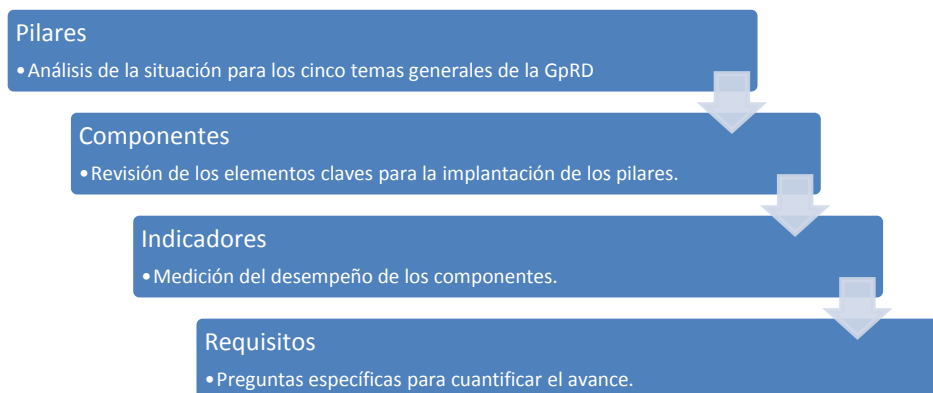 Pilares
•Análisis de la situación para los cinco temas generales de la GpRD
Componentes
•Revisión de los elementos claves para la implantación de los pilares.
Indicadores
•Medición del desempeño de los componentes.
Requisitos
•Preguntas específicas para cuantificar el avance.